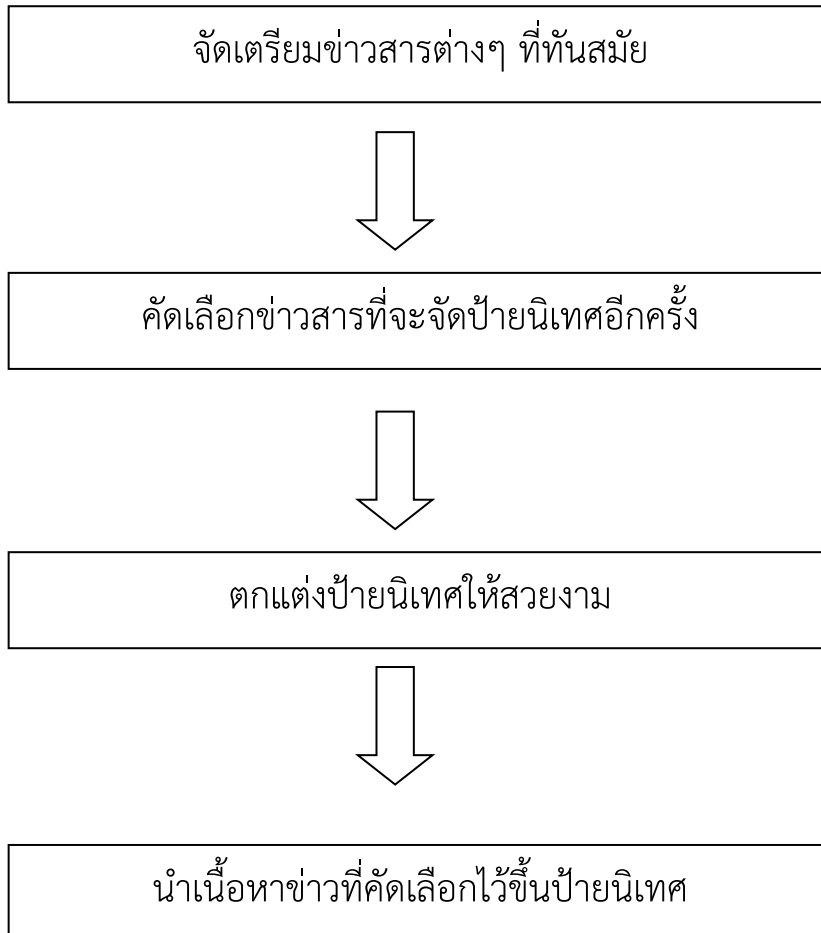 จัดเตรียมข่าวสารต่างๆ ที่ทันสมัย
คัดเลือกข่าวสารที่จะจัดป้ายนิเทศอีกครั้ง
ตกแต่งป้ายนิเทศให้สวยงาม
นำเนื้อหาข่าวที่คัดเลือกไว้ขึ้นป้ายนิเทศ